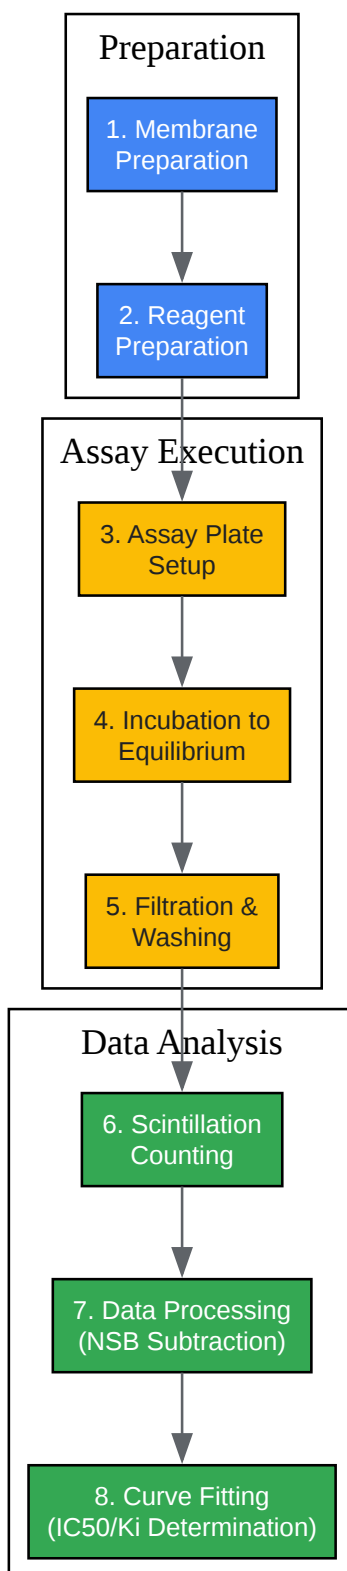 Preparation
1. Membrane
Preparation
2. Reagent
Preparation
Assay Execution
3. Assay Plate
Setup
4. Incubation to
Equilibrium
5. Filtration &
Washing
Data Analysis
6. Scintillation
Counting
7. Data Processing
(NSB Subtraction)
8. Curve Fitting
(IC50/Ki Determination)